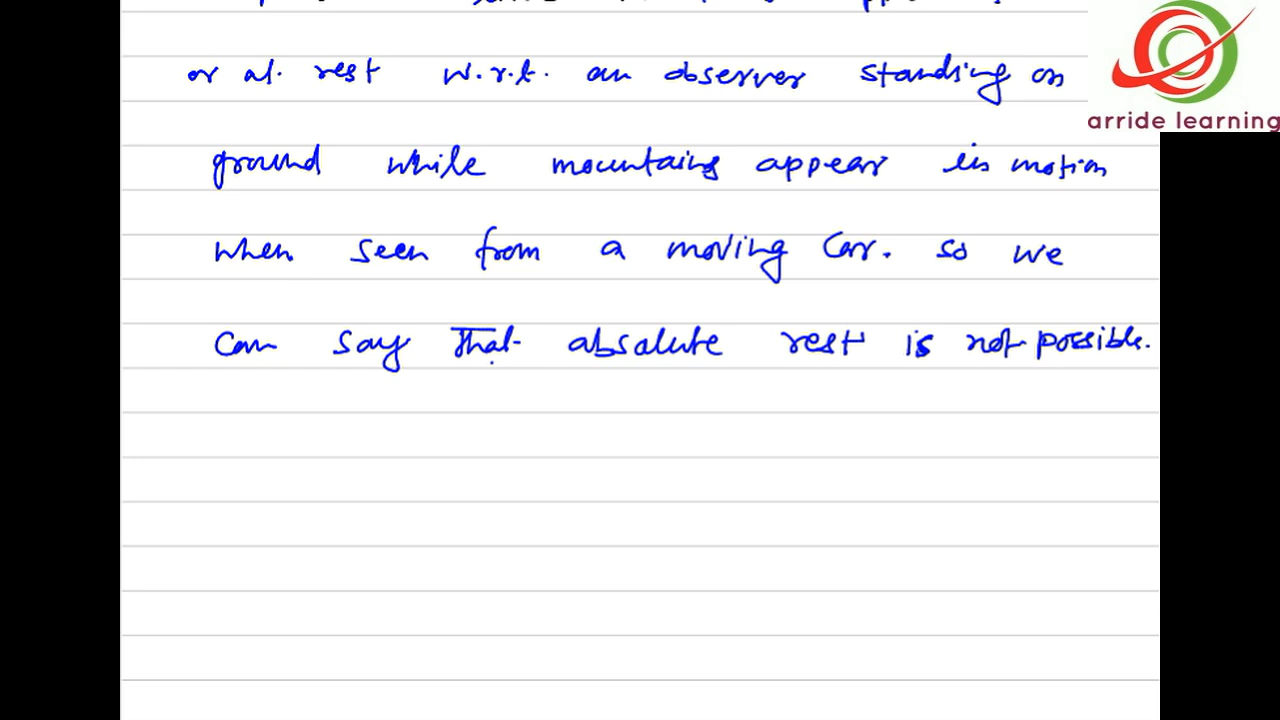 or at rest w.r.t. an observer standing on
arride learning
ground while mountains appear in motion
when seen from a moving Car. so we
Can say That absolute rest is not possible.